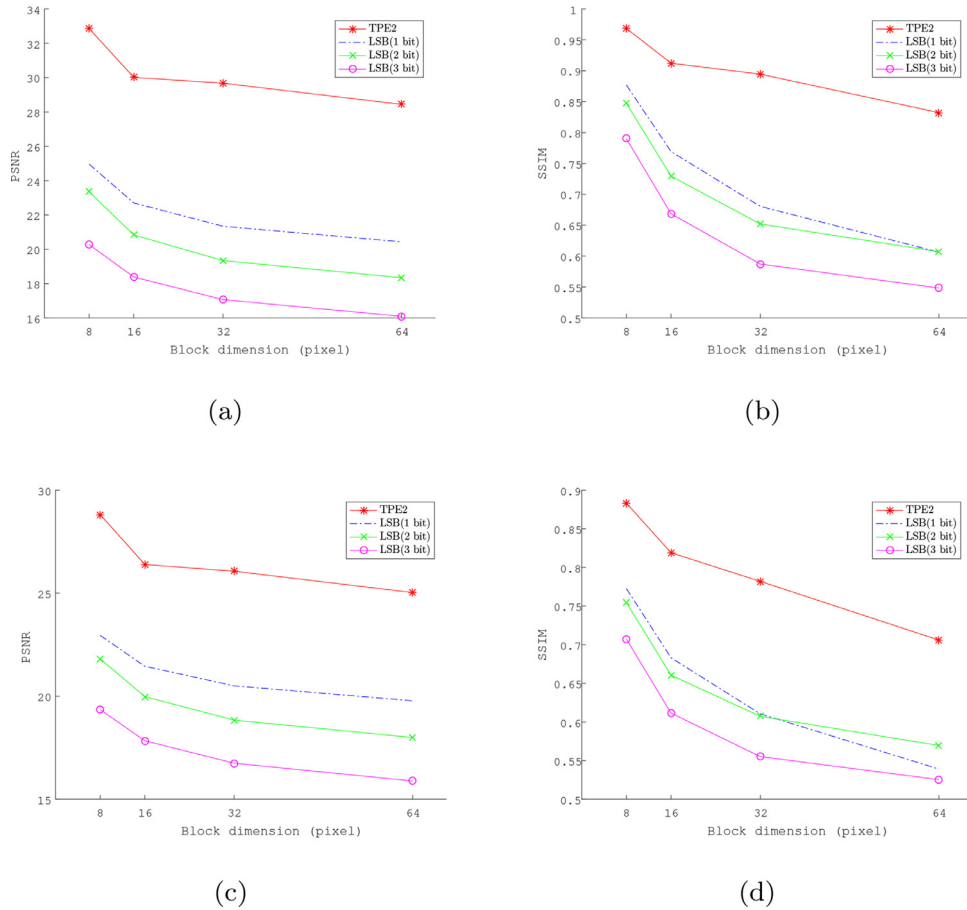 34
32
30
28
26
24
22
20
18
16
PSNR
8 16 32 64
Block dimension (pixel)
TPE2
LSB(1 bit)
LSB(2 bit)
LSB(3 bit)
(a)
1
0.95
0.9
0.85
0.8
0.75
0.7
0.65
0.6
0.55
0.5
SSIM
8 16 32 64
Block dimension (pixel)
TPE2
LSB(1 bit)
LSB(2 bit)
LSB(3 bit)
(b)
30
25
20
15
PSNR
8 16 32 64
Block dimension (pixel)
TPE2
LSB(1 bit)
LSB(2 bit)
LSB(3 bit)
(c)
0.9
0.85
0.8
0.75
0.7
0.65
0.6
0.55
0.5
SSIM
8 16 32 64
Block dimension (pixel)
TPE2
LSB(1 bit)
LSB(2 bit)
LSB(3 bit)
(d)